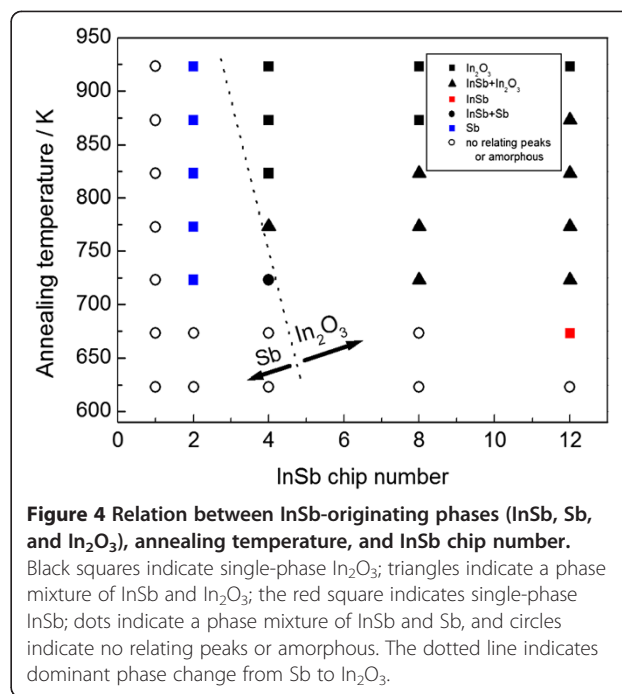 950
900
850
800
750
700
650
600
Annealing temperature / K
In₂O₃
InSb+In₂O₃
InSb
InSb+Sb
Sb
no relating peaks
or amorphous
Sb
In₂O₃
0 2 4 6 8 10 12
InSb chip number
Figure 4 Relation between InSb-originating phases (InSb, Sb,
and In₂O₃), annealing temperature, and InSb chip number.
Black squares indicate single-phase In₂O₃; triangles indicate a phase
mixture of InSb and In₂O₃; the red square indicates single-phase
InSb; dots indicate a phase mixture of InSb and Sb, and circles
indicate no relating peaks or amorphous. The dotted line indicates
dominant phase change from Sb to In₂O₃.